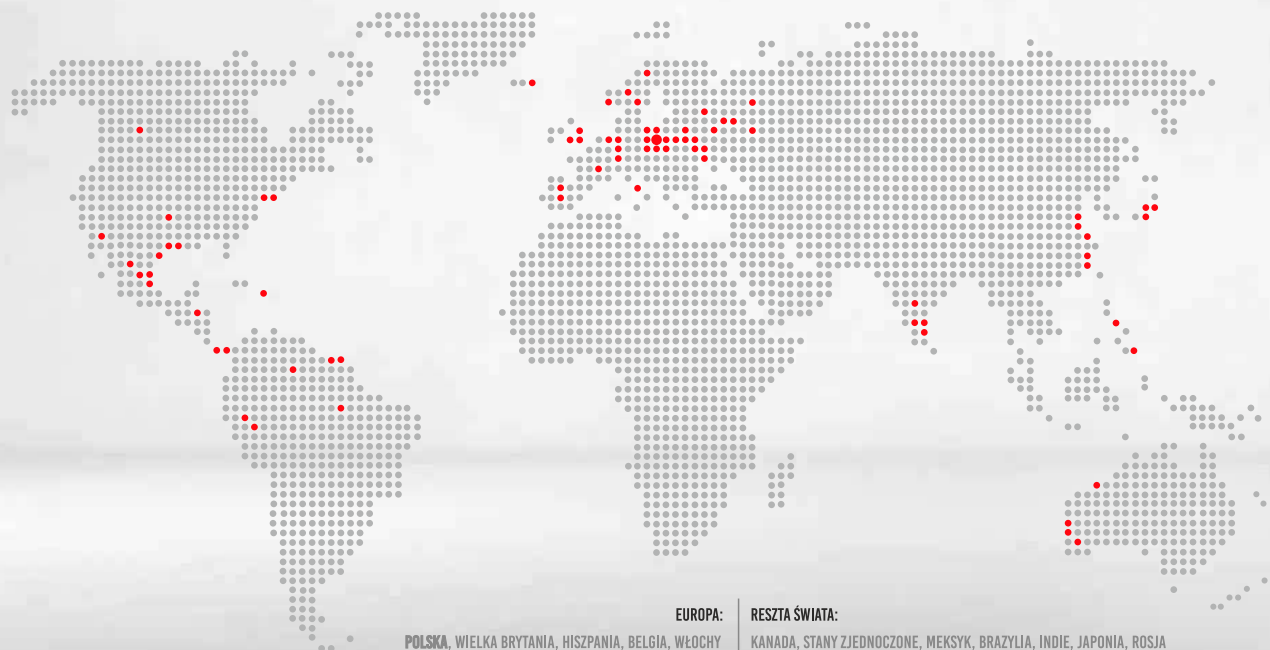 EUROPA:
POLSKA, WIELKA BRYTANIA, HISZPANIA, BELGIA, WŁOCHY
RESZTA ŚWIATA:
KANADA, STANY ZJEDNOCZONE, MEKSYK, BRAZYLIA, INDIE, JAPONIA, ROSJA